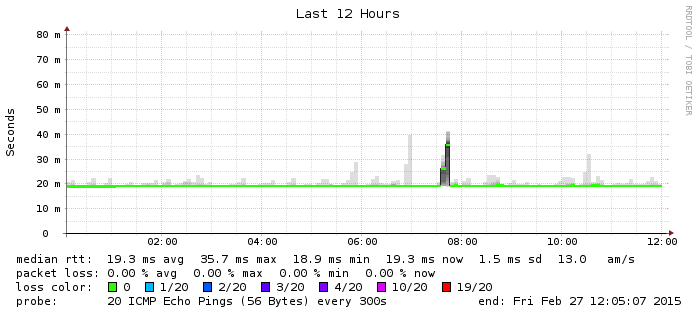 Last 12 Hours
RRDTOOL / TOBI OETIKER
80 m
70 m
60 m
50 m
40 m
30 m
20 m
10 m
0
Seconds
02:00 04:00 06:00 08:00 10:00 12:00
median rtt: 19.3 ms avg 35.7 ms max 18.9 ms min 19.3 ms now 1.5 ms sd 13.0 am/s
packet loss: 0.00 % avg 0.00 % max 0.00 % min 0.00 % now
loss color: 0 1/20 2/20 3/20 4/20 10/20 19/20
probe: 20 ICMP Echo Pings (56 Bytes) every 300s end: Fri Feb 27 12:05:07 2015